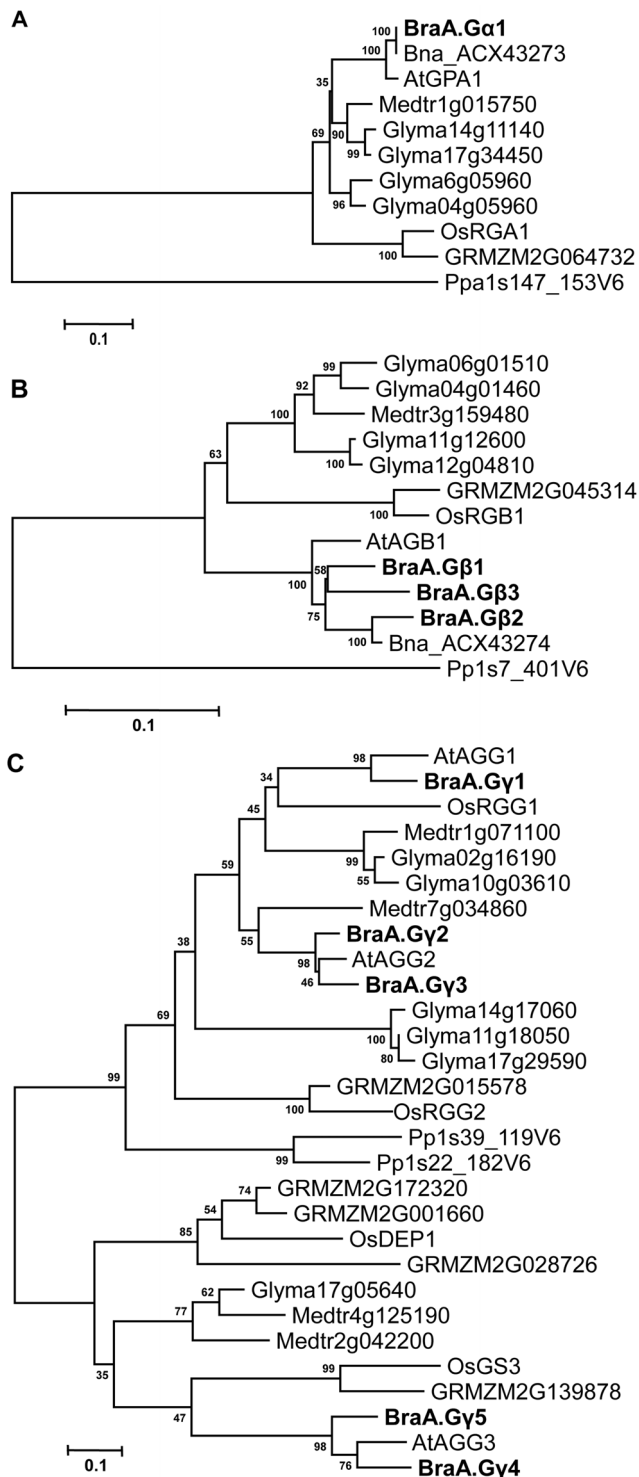 A
100
BraA.Gα1
100
Bna_ACX43273
AtGPA1
35
Medtr1g015750
90
Glyma14g11140
69
99
Glyma17g34450
Glyma6g05960
96
Glyma04g05960
OsRGA1
100
GRMZM2G064732
Ppa1s147_153V6
0.1
B
99
Glyma06g01510
92
Glyma04g01460
100
Medtr3g159480
Glyma11g12600
100
Glyma12g04810
63
GRMZM2G045314
100
OsRGB1
AtAGB1
58
BraA.Gβ1
100
BraA.Gβ3
75
BraA.Gβ2
100
Bna_ACX43274
Pp1s7_401V6
0.1
C
98
AtAGG1
34
BraA.Gγ1
45
OsRGG1
Medtr1g071100
99
Glyma02g16190
55
Glyma10g03610
59
Medtr7g034860
55
BraA.Gγ2
38
98
AtAGG2
46
BraA.Gγ3
Glyma14g17060
69
100
Glyma11g18050
80
Glyma17g29590
99
GRMZM2G015578
100
OsRGG2
Pp1s39_119V6
99
Pp1s22_182V6
74
GRMZM2G172320
54
GRMZM2G001660
85
OsDEP1
GRMZM2G028726
62
Glyma17g05640
77
Medtr4g125190
Medtr2g042200
35
99
OsGS3
GRMZM2G139878
47
BraA.Gγ5
98
AtAGG3
76
BraA.Gγ4
0.1